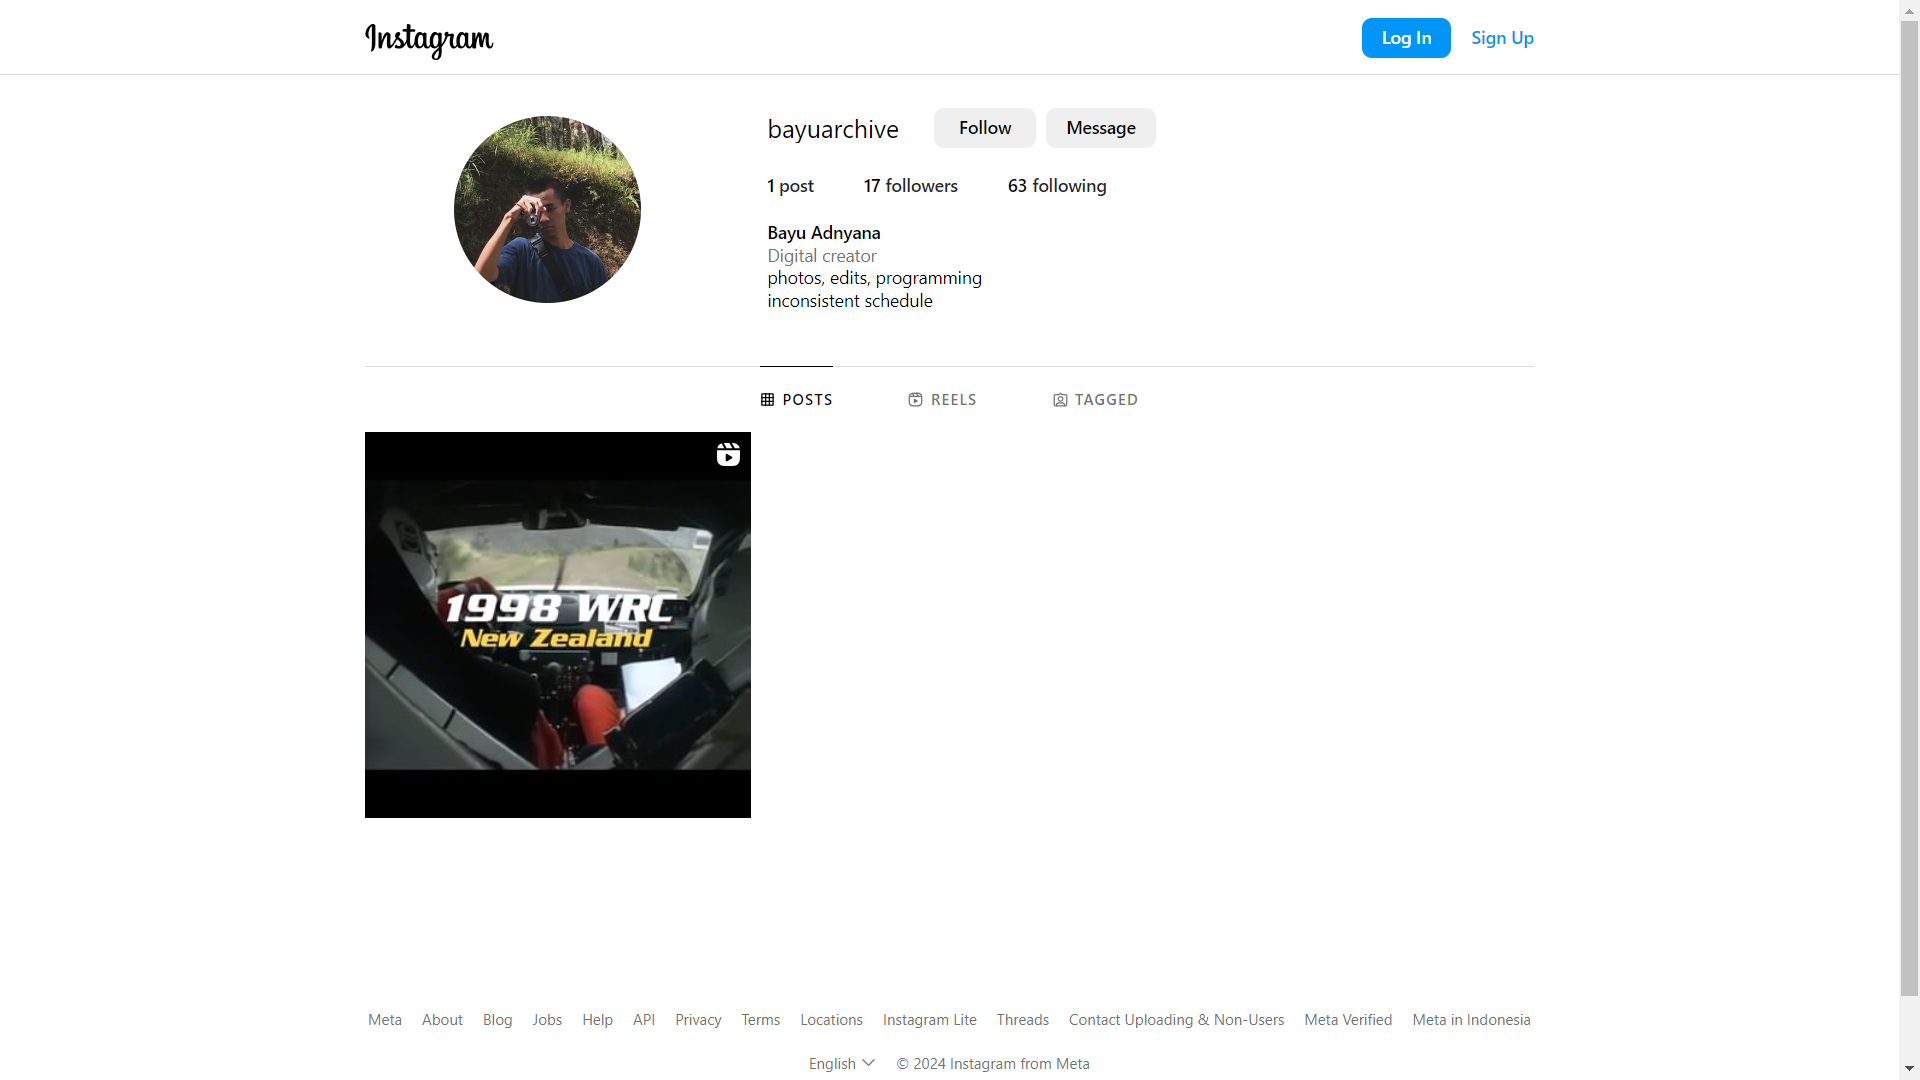 Instagram
Log In
Sign Up
bayuarchive
Follow
Message
1 post
17 followers
63 following
Bayu Adnyana
Digital creator
photos, edits, programming
inconsistent schedule
POSTS
REELS
TAGGED
1998 WRC
New Zealand
Meta
About
Blog
Jobs
Help
API
Privacy
Terms
Locations
Instagram Lite
Threads
Contact Uploading & Non-Users
Meta Verified
Meta in Indonesia
English
© 2024 Instagram from Meta